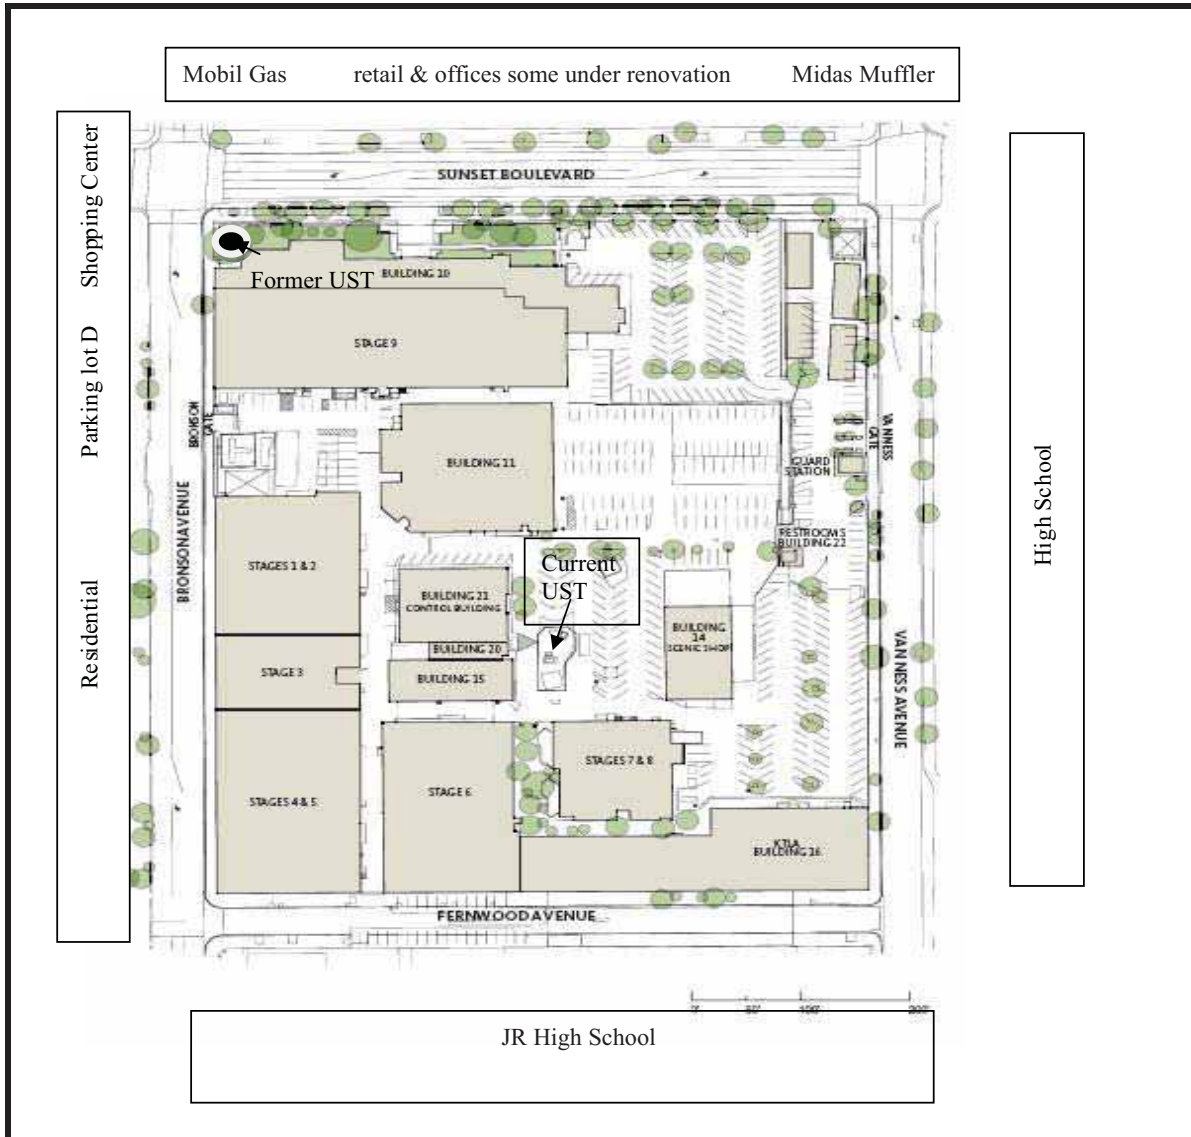 Mobil Gas retail & offices some under renovation Midas Muffler
Shopping Center
Parking lot D
Residential
SUNSET BOULEVARD
Former UST
BUILDING 10
STAGE 9
BRONSON
GATE
BRONSON AVENUE
BUILDING 11
VAN NESS
GATE
GUARD
STATION
RESTROOMS
BUILDING 22
High School
STAGES 1 & 2
Current
UST
BUILDING 21
CONTROL BUILDING
BUILDING 20
BUILDING 15
BUILDING
14
SCENIC SHOP
STAGE 3
VAN NESS AVENUE
STAGES 4 & 5
STAGE 6
STAGES 7 & 8
KTLA
BUILDING 16
FERNWOOD AVENUE
JR High School